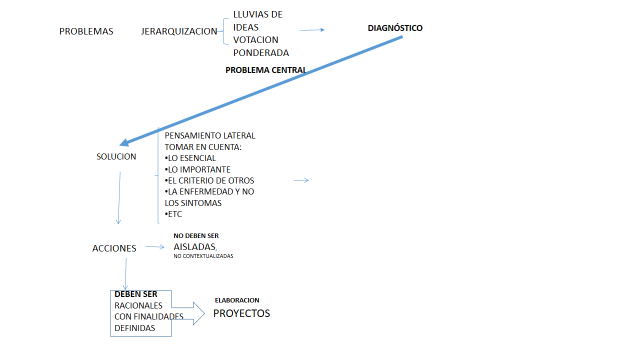 PROBLEMAS
JERARQUIZACION
LLUVIAS DE
IDEAS
VOTACION
PONDERADA
DIAGNÓSTICO
PROBLEMA CENTRAL
SOLUCION
PENSAMIENTO LATERAL
TOMAR EN CUENTA:
•LO ESENCIAL
•LO IMPORTANTE
•EL CRITERIO DE OTROS
•LA ENFERMEDAD Y NO
LOS SINTOMAS
•ETC
ACCIONES
NO DEBEN SER
AISLADAS,
NO CONTEXTUALIZADAS
DEBEN SER
RACIONALES
CON FINALIDADES
DEFINIDAS
ELABORACION
PROYECTOS